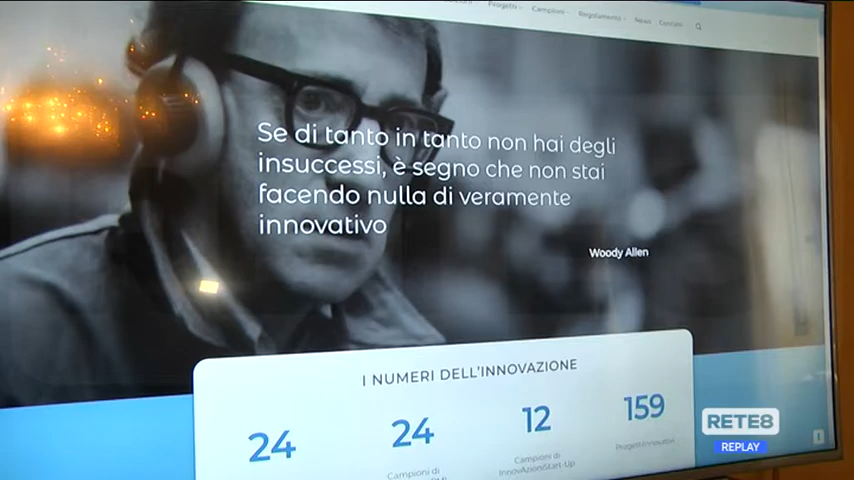 Progetti
Campioni
Regolamento
News
Contatti
Se di tanto in tanto non hai degli
insuccessi, è segno che non stai
facendo nulla di veramente
innovativo
Woody Allen
I NUMERI DELL'INNOVAZIONE
24
24
12
159
Campioni di
Campioni di
InnovAzioniStart-Up
ProgettiInnovativi
RETE8
REPLAY